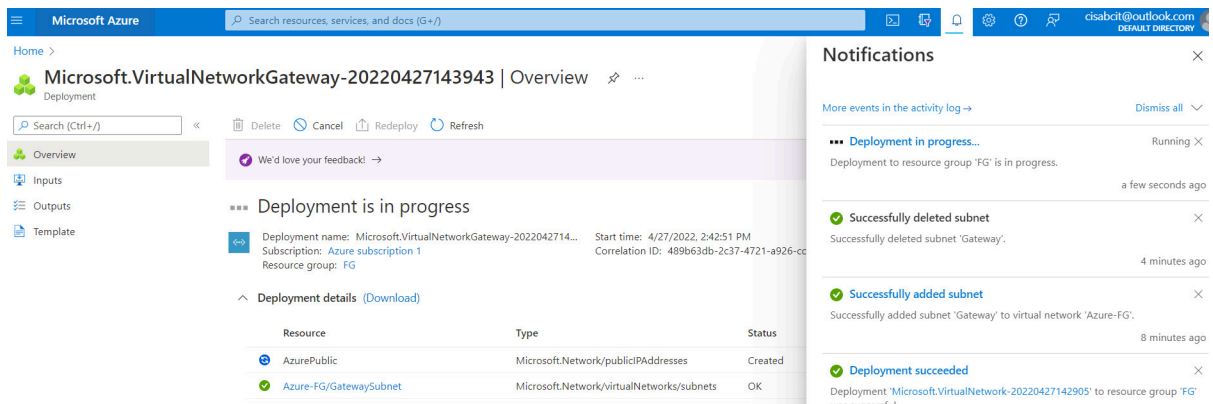 Microsoft Azure
Search resources, services, and docs (G+/)
cisabcit@outlook.com
DEFAULT DIRECTORY
Home >
Microsoft.VirtualNetworkGateway-20220427143943 | Overview
Deployment
Search (Ctrl+/)
Overview
Inputs
Outputs
Template
Delete Cancel Redeploy Refresh
We'd love your feedback! →
Deployment is in progress
Deployment name: Microsoft.VirtualNetworkGateway-2022042714...
Subscription: Azure subscription 1
Resource group: FG
Start time: 4/27/2022, 2:42:51 PM
Correlation ID: 489b63db-2c37-4721-a926-cc
Deployment details (Download)
Resource Type Status
AzurePublic Microsoft.Network/publicIPAddresses Created
Azure-FG/GatewaySubnet Microsoft.Network/virtualNetworks/subnets OK
Notifications
More events in the activity log →
Dismiss all
Deployment in progress... Running
Deployment to resource group 'FG' is in progress.
a few seconds ago
Successfully deleted subnet
Successfully deleted subnet 'Gateway'.
4 minutes ago
Successfully added subnet
Successfully added subnet 'Gateway' to virtual network 'Azure-FG'.
8 minutes ago
Deployment succeeded
Deployment 'Microsoft.VirtualNetwork-20220427142905' to resource group 'FG'